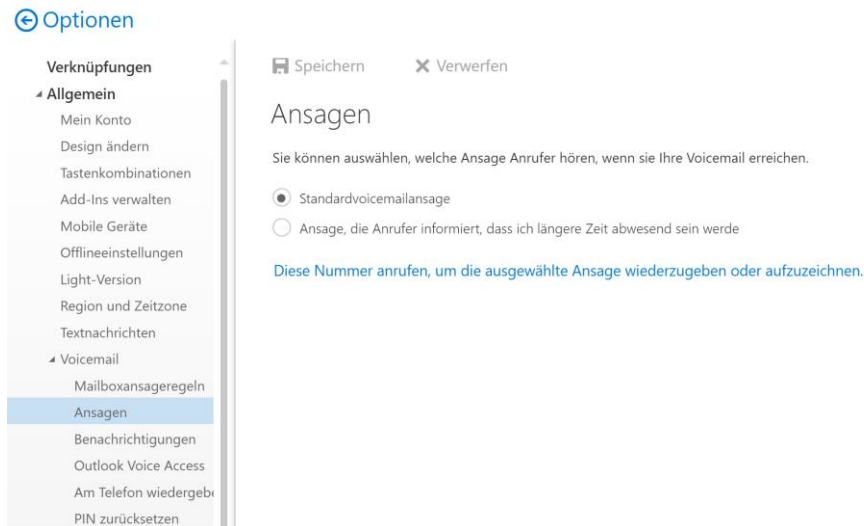 Optionen
Verknüpfungen
Allgemein
Mein Konto
Design ändern
Tastenkombinationen
Add-Ins verwalten
Mobile Geräte
Offlineeinstellungen
Light-Version
Region und Zeitzone
Textnachrichten
Voicemail
Mailboxansageregeln
Ansagen
Benachrichtigungen
Outlook Voice Access
Am Telefon wiedergebe
PIN zurücksetzen
Speichern Verwerfen
Ansagen
Sie können auswählen, welche Ansage Anrufer hören, wenn sie Ihre Voicemail erreichen.
Standardvoicemailansage
Ansage, die Anrufer informiert, dass ich längere Zeit abwesend sein werde
Diese Nummer anrufen, um die ausgewählte Ansage wiederzugeben oder aufzuzeichnen.